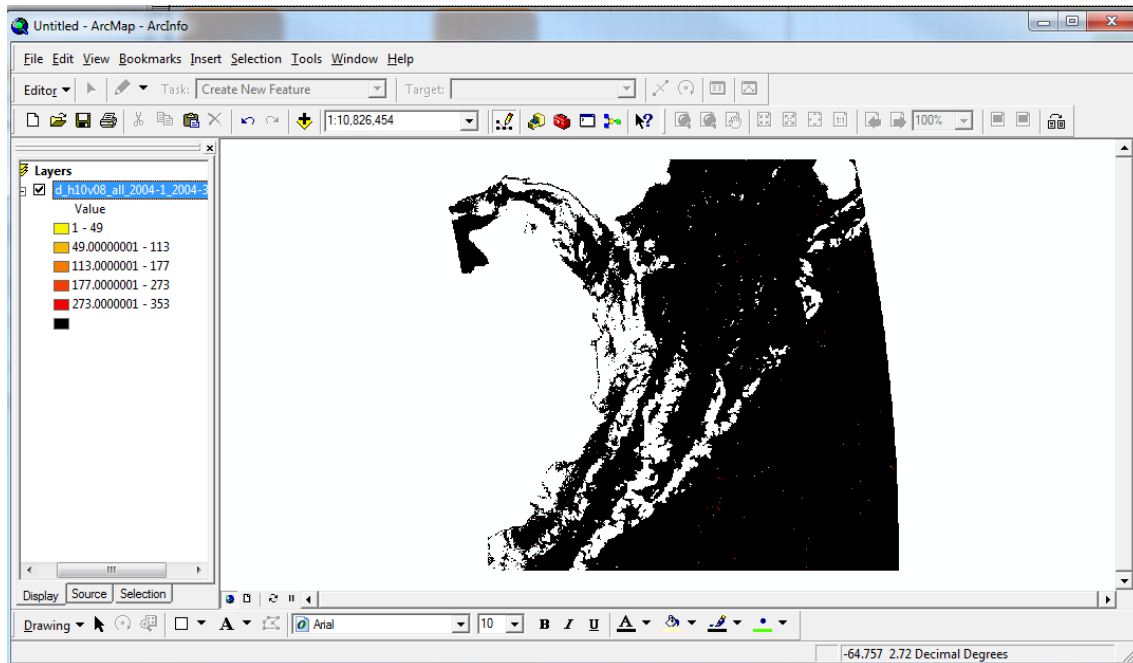 Untitled - ArcMap - ArcInfo
File Edit View Bookmarks Insert Selection Tools Window Help
Editor Task: Create New Feature Target:
1:10,826,454 100%
Layers
d_h10v08_all_2004-1_2004-3
Value
1 - 49
49.00000001 - 113
113.0000001 - 177
177.0000001 - 273
273.0000001 - 353
Display Source Selection
Drawing A Arial 10 B I U A
-64.757 2.72 Decimal Degrees